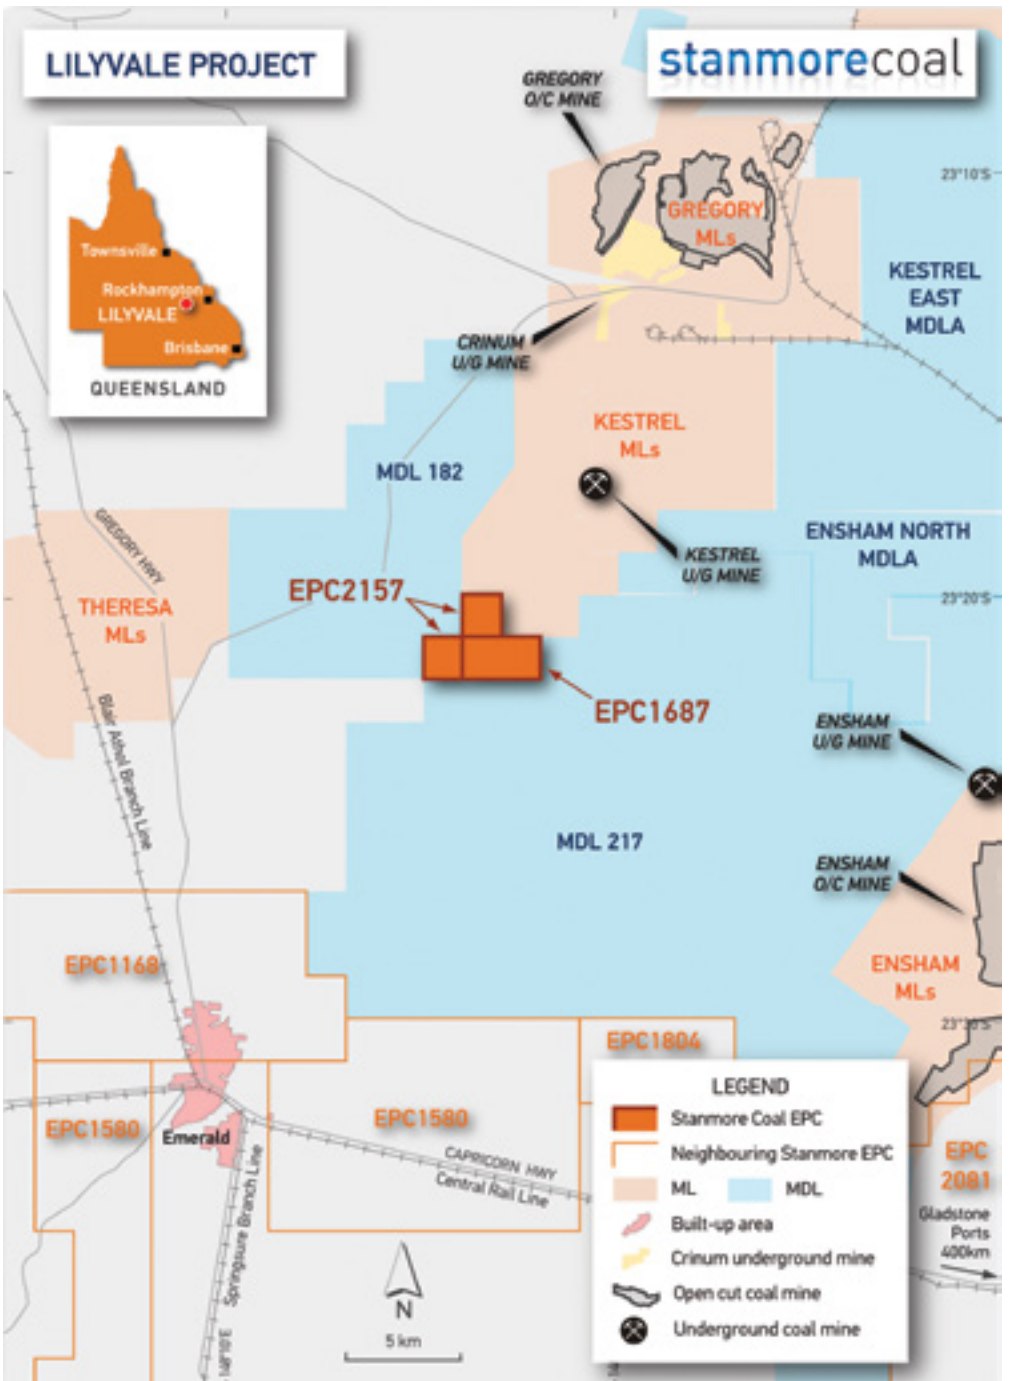 LILYVALE PROJECT
stanmorecoal
GREGORY
O/C MINE
23°10'S
Townsville
Rockhampton
LILYVALE
Brisbane
QUEENSLAND
GREGORY
MLs
KESTREL
EAST
MDLA
CRINUM
U/G MINE
KESTREL
MLs
MDL 182
GREGORY HWY
KESTREL
U/G MINE
ENSHAM NORTH
MDLA
EPC2157
23°20'S
THERESA
MLs
EPC1687
ENSHAM
U/G MINE
Blair Athol Branch Line
MDL 217
ENSHAM
O/C MINE
EPC1168
ENSHAM
MLs
23°30'S
EPC1804
EPC1580
EPC1580
Emerald
CAPRICORN HWY
Central Rail Line
Springsure Branch Line
EPC
2081
Gladstone
Ports
400km
N
5 km
148°10'E
LEGEND
Stanmore Coal EPC
Neighbouring Stanmore EPC
ML
MDL
Built-up area
Crinum underground mine
Open cut coal mine
Underground coal mine